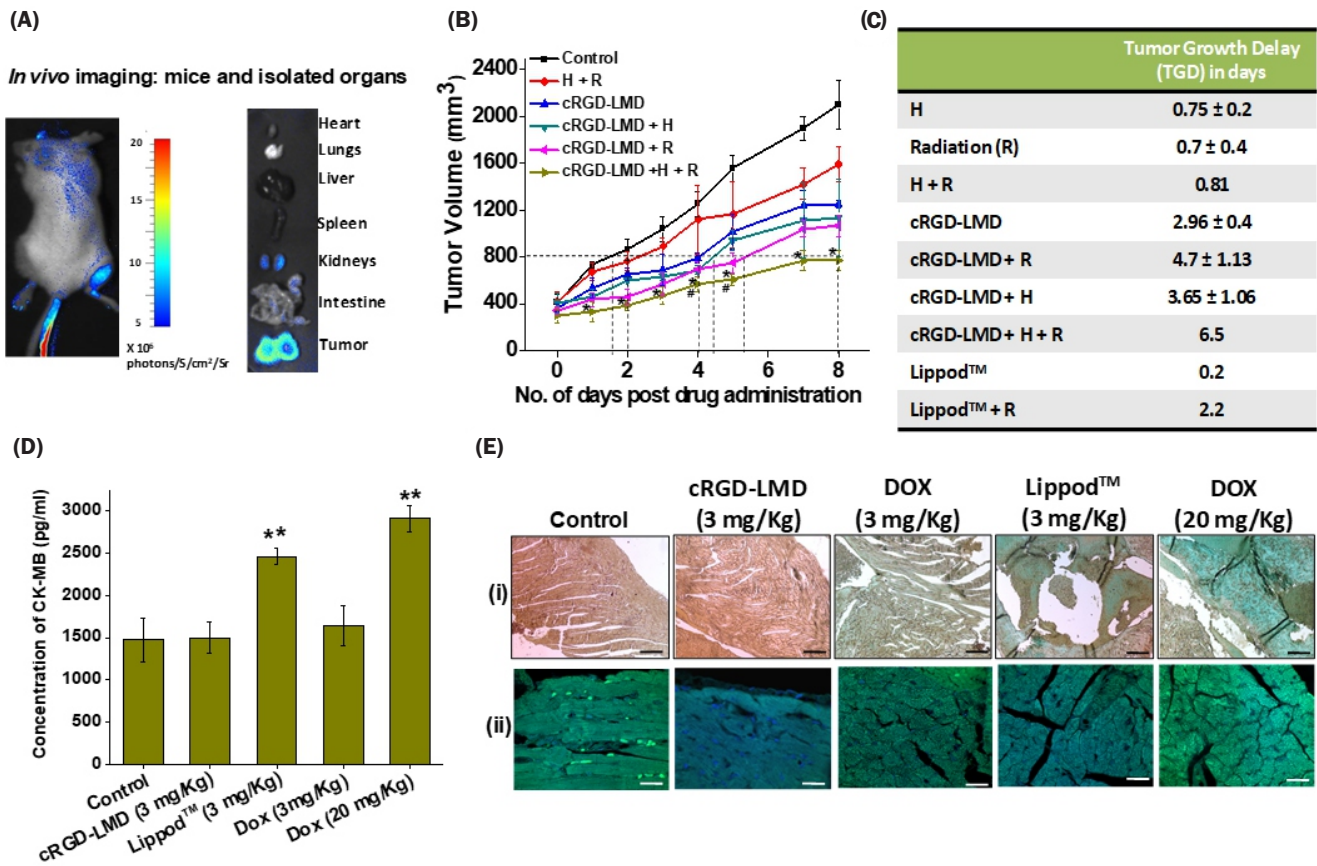 (A)
In vivo imaging: mice and isolated organs
20
15
10
5
X 10⁶
photons/S/cm²/Sr
Heart
Lungs
Liver
Spleen
Kidneys
Intestine
Tumor
(B)
Control
H + R
cRGD-LMD
cRGD-LMD + H
cRGD-LMD + R
cRGD-LMD +H + R
Tumor Volume (mm³)
2400
2000
1600
1200
800
400
0
* * * * * * *
# #
0 2 4 6 8
No. of days post drug administration
(C)
Tumor Growth Delay
(TGD) in days
H 0.75 ± 0.2
Radiation (R) 0.7 ± 0.4
H + R 0.81
cRGD-LMD 2.96 ± 0.4
cRGD-LMD + R 4.7 ± 1.13
cRGD-LMD + H 3.65 ± 1.06
cRGD-LMD + H + R 6.5
Lippod™ 0.2
Lippod™ + R 2.2
(D)
Concentration of CK-MB (pg/ml)
3000
2500
2000
1500
1000
500
0
**
**
Control
cRGD-LMD (3 mg/Kg)
Lippod™ (3 mg/Kg)
Dox (3mg/Kg)
Dox (20 mg/Kg)
(E)
Control
cRGD-LMD
(3 mg/Kg)
DOX
(3 mg/Kg)
Lippod™
(3 mg/Kg)
DOX
(20 mg/Kg)
(i)
(ii)